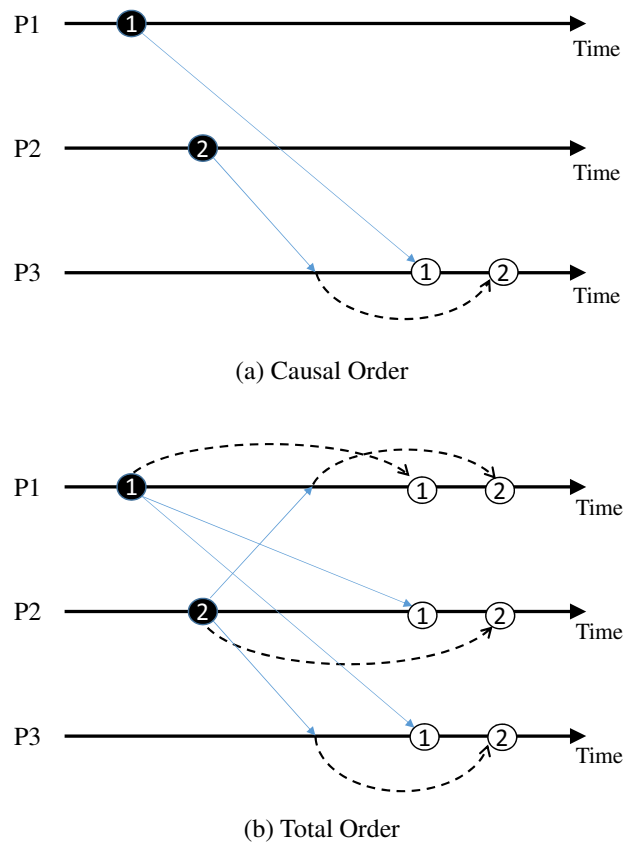 P1 1
Time
P2 2
Time
P3 1 2
Time
(a) Causal Order
P1 1 1 2
Time
P2 2 1 2
Time
P3 1 2
Time
(b) Total Order